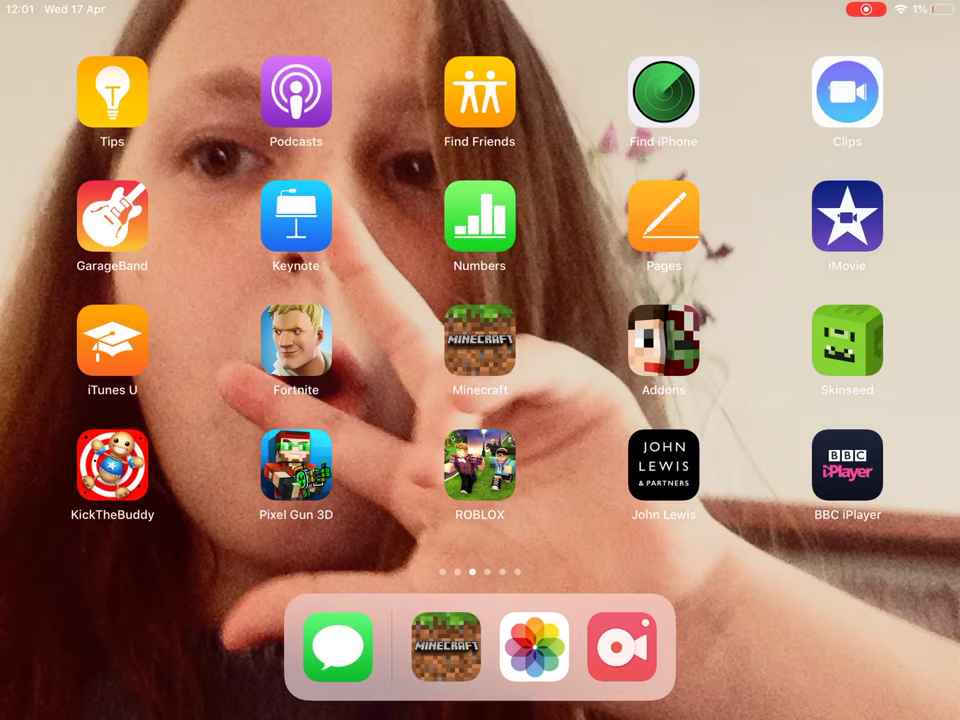 12:01 Wed 17 Apr 1%
Tips Podcasts Find Friends Find iPhone Clips
GarageBand Keynote Numbers Pages iMovie
MINECRAFT
iTunes U Fortnite Minecraft Addons Skinseed
JOHN
LEWIS
& PARTNERS
BBC
iPlayer
KickTheBuddy Pixel Gun 3D ROBLOX John Lewis BBC iPlayer
MINECRAFT